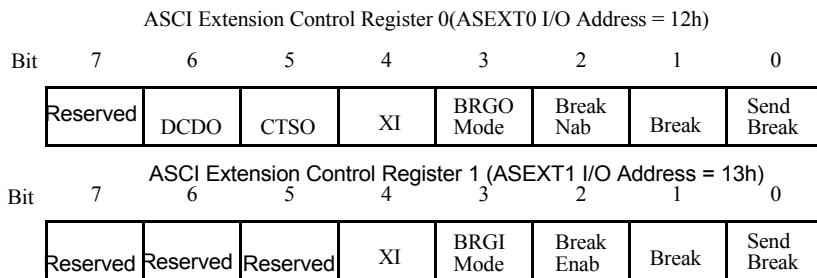 ASCI Extension Control Register 0(ASEXT0 I/O Address = 12h)
Bit 7 6 5 4 3 2 1 0
Reserved DCDO CTSO XI BRGO Mode Break Nab Break Send Break
ASCI Extension Control Register 1 (ASEXT1 I/O Address = 13h)
Bit 7 6 5 4 3 2 1 0
Reserved Reserved Reserved XI BRGI Mode Break Enab Break Send Break